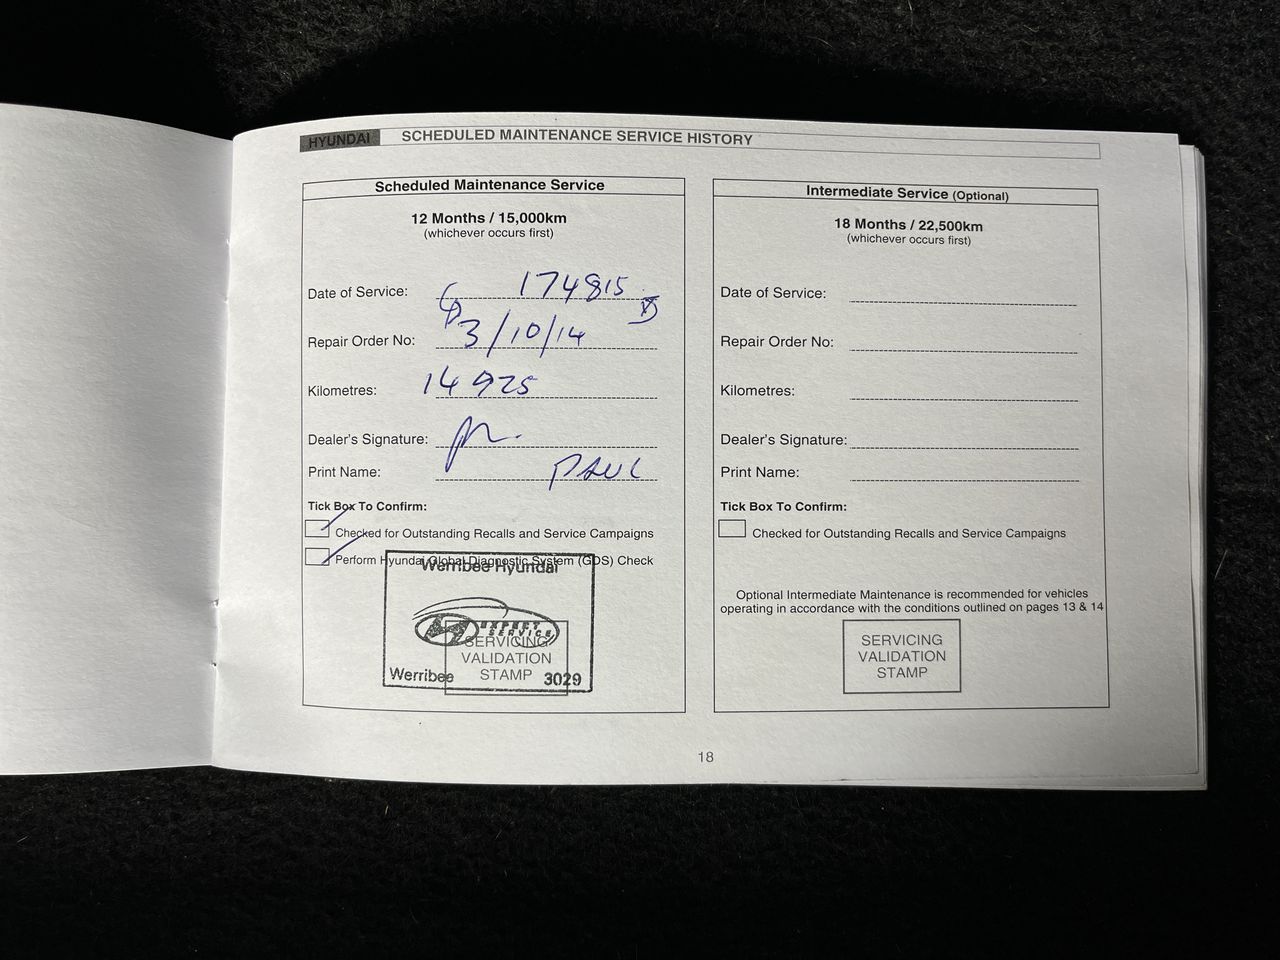 HYUNDAI SCHEDULED MAINTENANCE SERVICE HISTORY
Scheduled Maintenance Service
12 Months / 15,000km
(whichever occurs first)
Date of Service: 174815
Repair Order No: 3/10/14
Kilometres: 14925
Dealer's Signature:
Print Name: PAUL
Tick Box To Confirm:
Checked for Outstanding Recalls and Service Campaigns
Perform Hyundai Global Diagnostic System (GDS) Check
Werribee Hyundai
EXPERT
SERVICE
SERVICING
VALIDATION
STAMP
Werribee 3029
Intermediate Service (Optional)
18 Months / 22,500km
(whichever occurs first)
Date of Service:
Repair Order No:
Kilometres:
Dealer's Signature:
Print Name:
Tick Box To Confirm:
Checked for Outstanding Recalls and Service Campaigns
Optional Intermediate Maintenance is recommended for vehicles
operating in accordance with the conditions outlined on pages 13 & 14
SERVICING
VALIDATION
STAMP
18